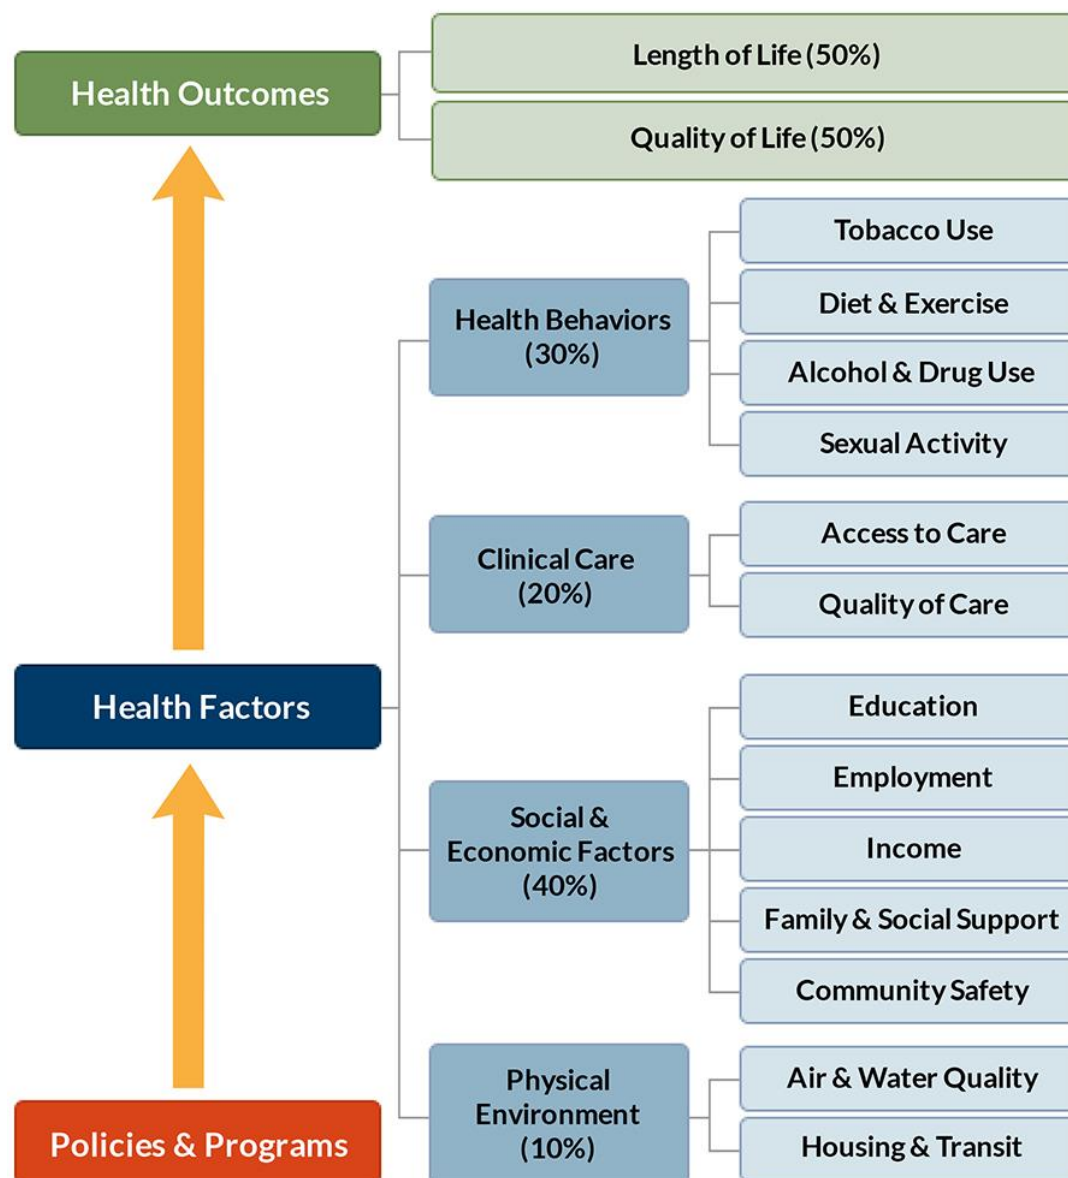 Health Outcomes
Length of Life (50%)
Quality of Life (50%)
Health Factors
Health Behaviors
(30%)
Tobacco Use
Diet & Exercise
Alcohol & Drug Use
Sexual Activity
Clinical Care
(20%)
Access to Care
Quality of Care
Social &
Economic Factors
(40%)
Education
Employment
Income
Family & Social Support
Community Safety
Physical
Environment
(10%)
Air & Water Quality
Housing & Transit
Policies & Programs